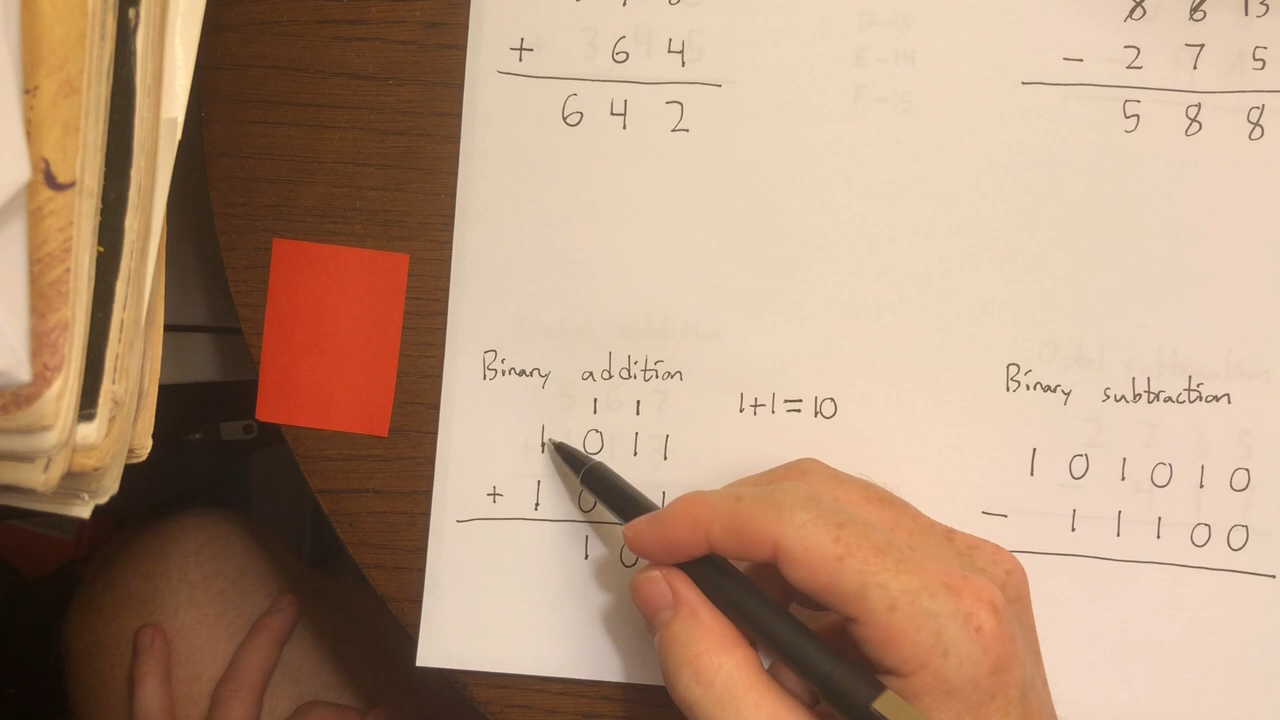 8 6 13
+ 6 4
- 2 7 5
6 4 2
5 8 8
Binary addition
1 1
1 0 1 1
+ 1 0 1
1 0
1+1=10
Binary subtraction
1 0 1 0 1 0
- 1 1 1 0 0